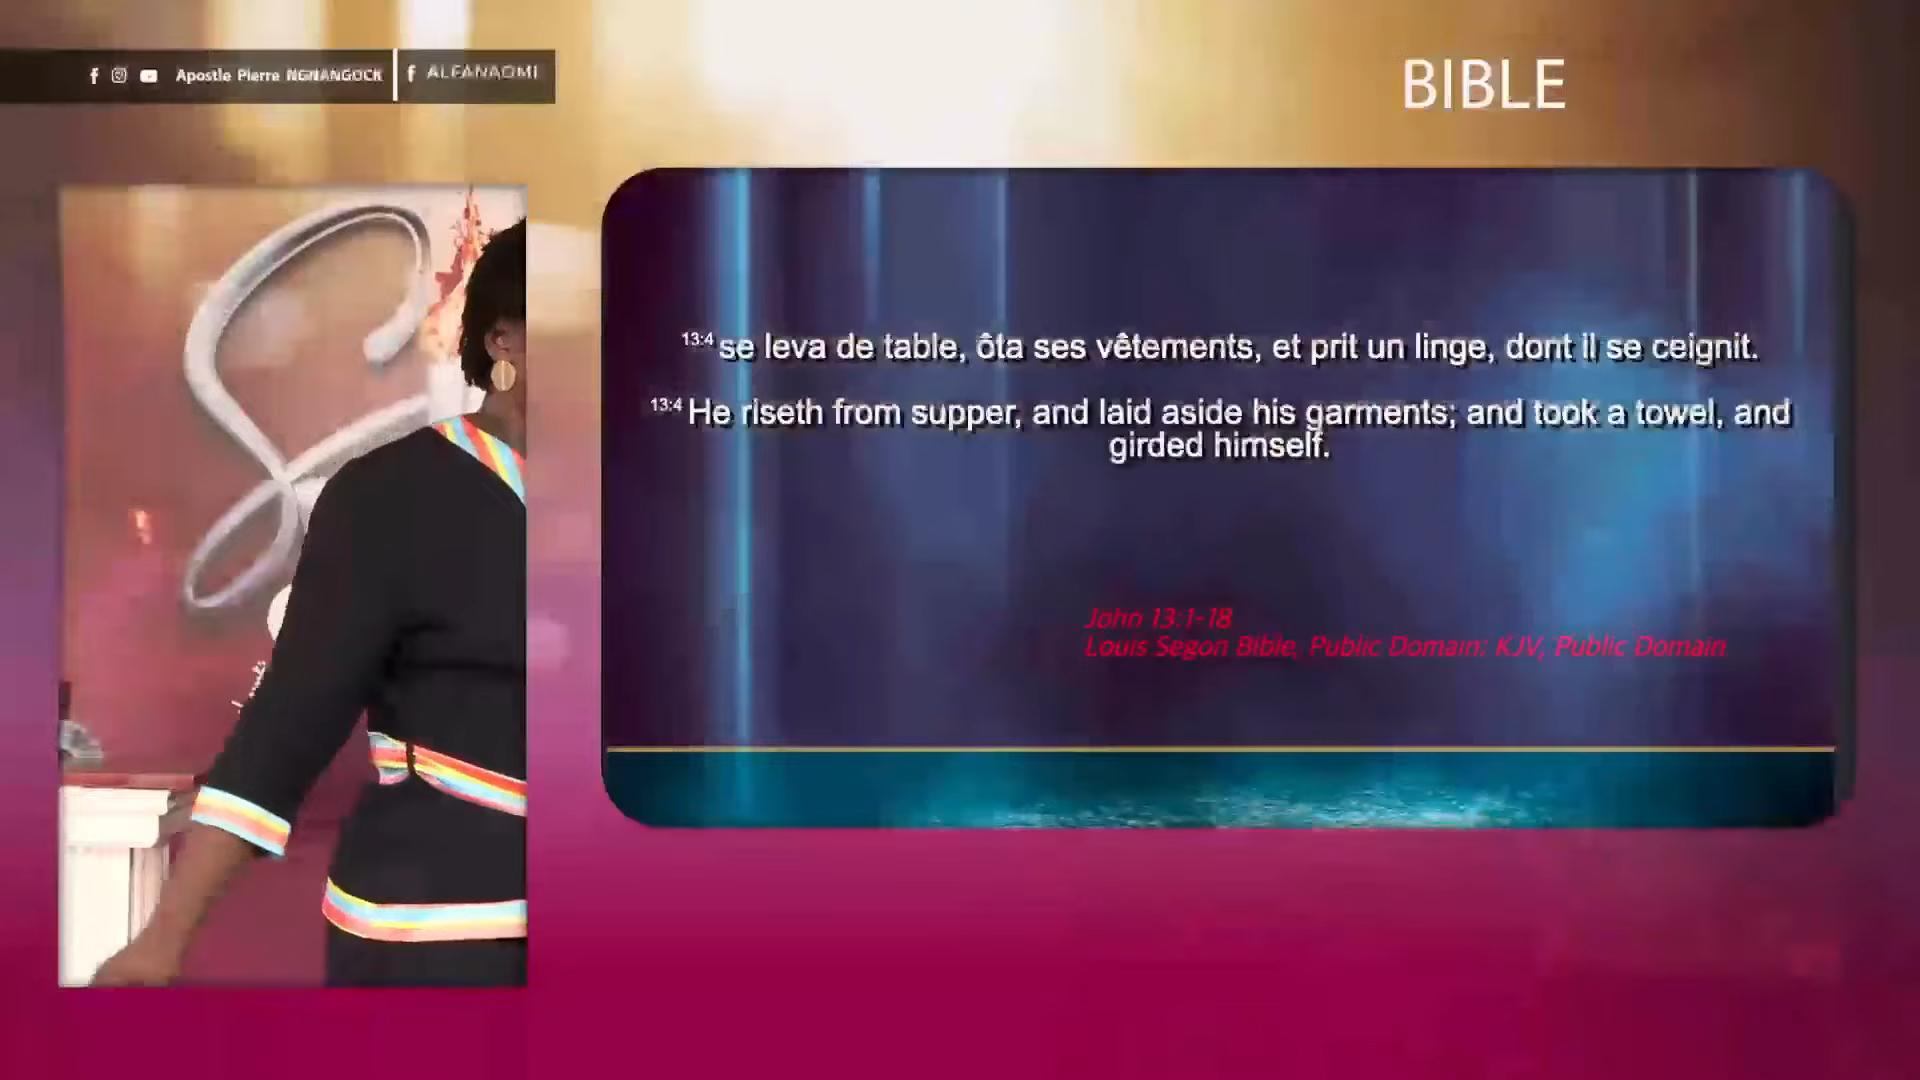 Apostle Pierre NGNANGOCK
ALFANAOMI
BIBLE
13:4 se leva de table, ôta ses vêtements, et prit un linge, dont il se ceignit.
13:4 He riseth from supper, and laid aside his garments; and took a towel, and
girded himself.
John 13:1-18
Louis Segon Bible, Public Domain: KJV, Public Domain